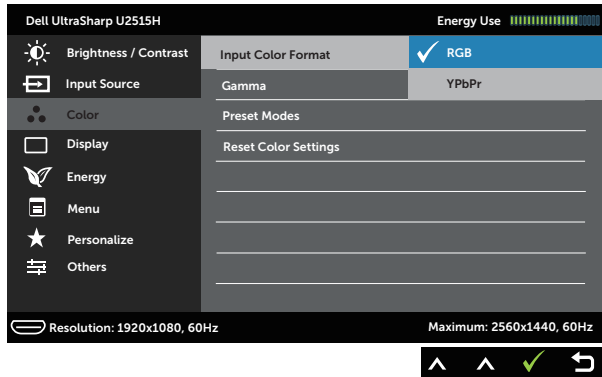 Dell UltraSharp U2515H
Energy Use
Brightness / Contrast
Input Source
Color
Display
Energy
Menu
Personalize
Others
Input Color Format
Gamma
Preset Modes
Reset Color Settings
RGB
YPbPr
Resolution: 1920x1080, 60Hz
Maximum: 2560x1440, 60Hz